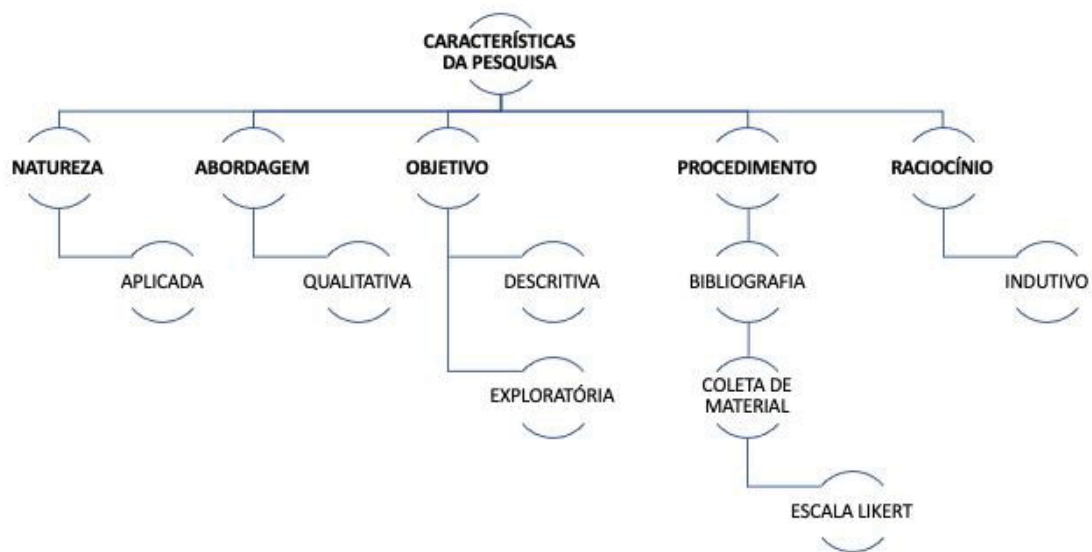 CARACTERÍSTICAS
DA PESQUISA
NATUREZA
ABORDAGEM
OBJETIVO
PROCEDIMENTO
RACIOCÍNIO
APLICADA
QUALITATIVA
DESCRITIVA
BIBLIOGRAFIA
INDUTIVO
EXPLORATÓRIA
COLETA DE
MATERIAL
ESCALA LIKERT